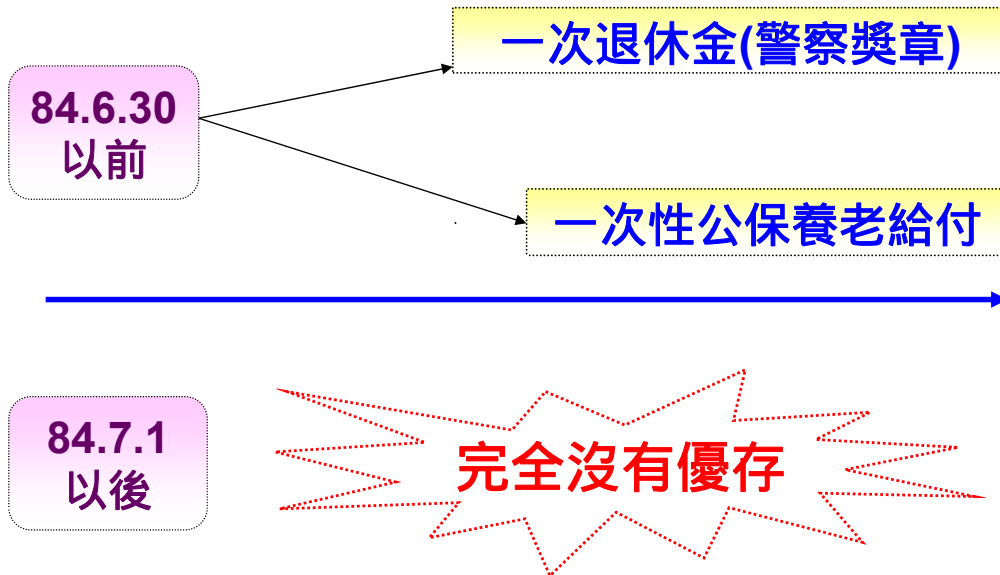 一次退休金(警察獎章)
84.6.30
以前
一次性公保養老給付
84.7.1
以後
完全沒有優存